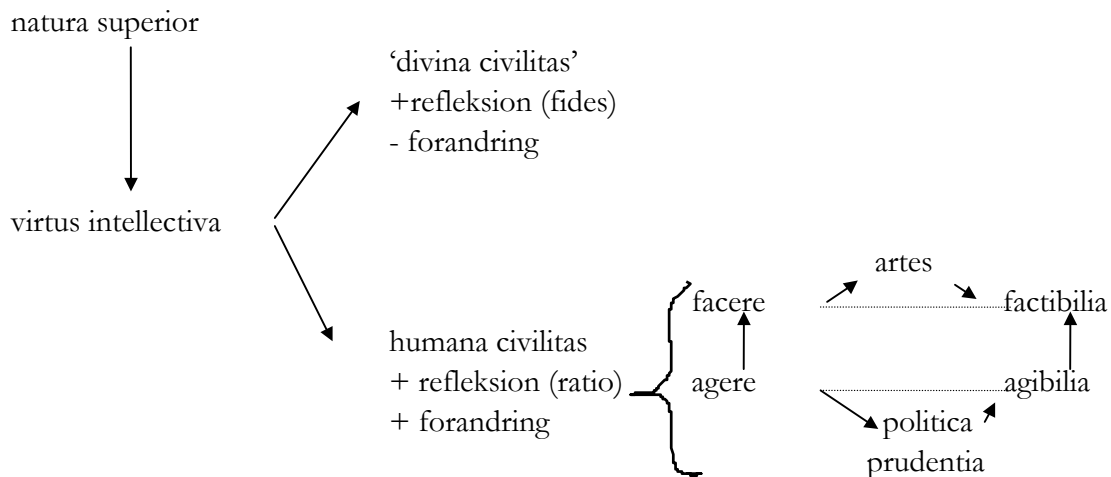 natura superior
‘divina civilitas’
+refleksion (fides)
- forandring
virtus intellectiva
artes
facere
factibilia
humana civilitas
+ refleksion (ratio)
agere
agibilia
+ forandring
politica
prudentia